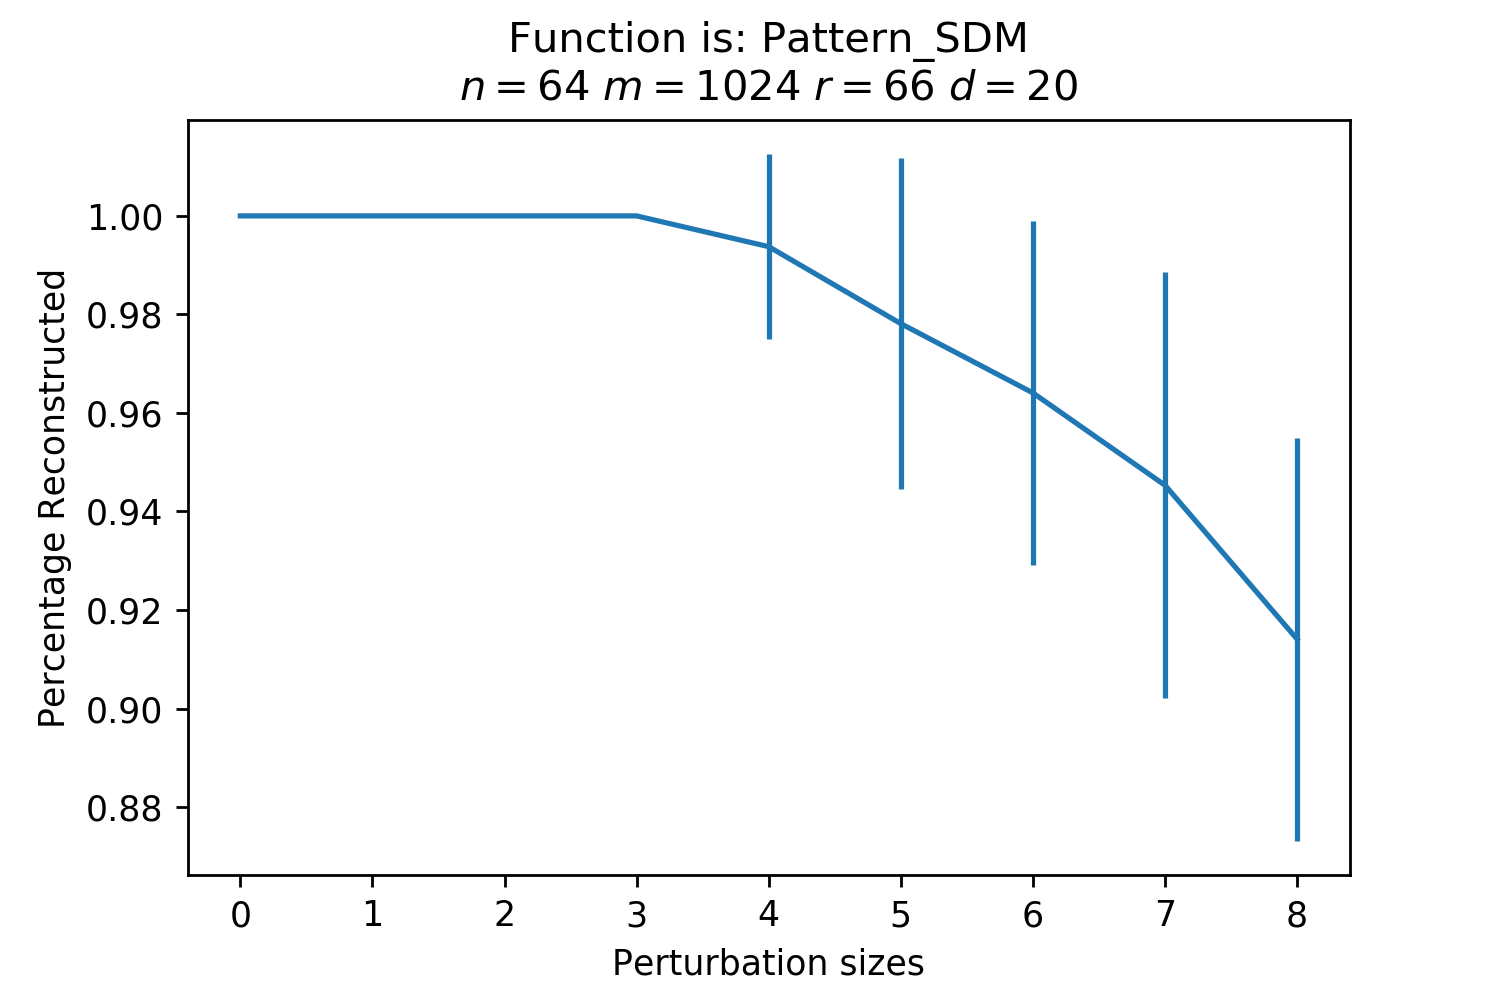 Function is: Pattern_SDM
n = 64 m = 1024 r = 66 d = 20
Percentage Reconstructed
1.00
0.98
0.96
0.94
0.92
0.90
0.88
0 1 2 3 4 5 6 7 8
Perturbation sizes